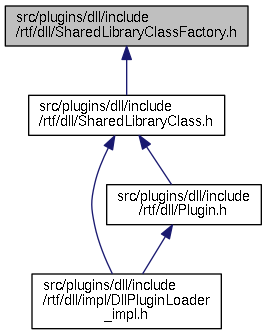 src/plugins/dll/include
/rtf/dll/SharedLibraryClassFactory.h
src/plugins/dll/include
/rtf/dll/SharedLibraryClass.h
src/plugins/dll/include
/rtf/dll/Plugin.h
src/plugins/dll/include
/rtf/dll/impl/DllPluginLoader
_impl.h